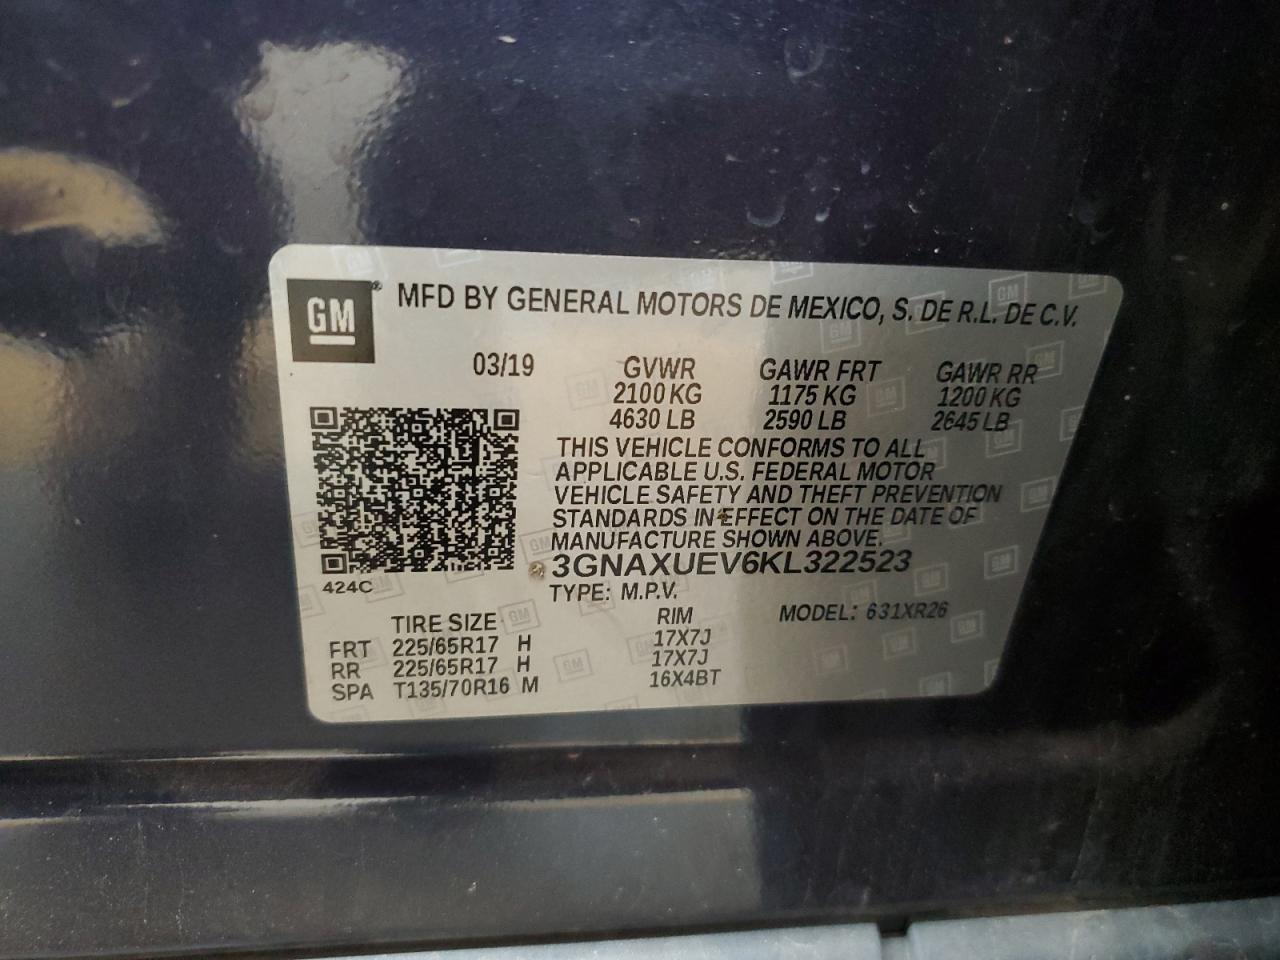 GM® MFD BY GENERAL MOTORS DE MEXICO, S. DE R.L. DE C.V.
03/19 GVWR GAWR FRT GAWR RR
2100 KG 1175 KG 1200 KG
4630 LB 2590 LB 2645 LB
THIS VEHICLE CONFORMS TO ALL
APPLICABLE U.S. FEDERAL MOTOR
VEHICLE SAFETY AND THEFT PREVENTION
STANDARDS IN EFFECT ON THE DATE OF
MANUFACTURE SHOWN ABOVE.
3GNAXUEV6KL322523
424C
TYPE: M.P.V. MODEL: 631XR26
TIRE SIZE RIM
FRT 225/65R17 H 17X7J
RR 225/65R17 H 17X7J
SPA T135/70R16 M 16X4BT